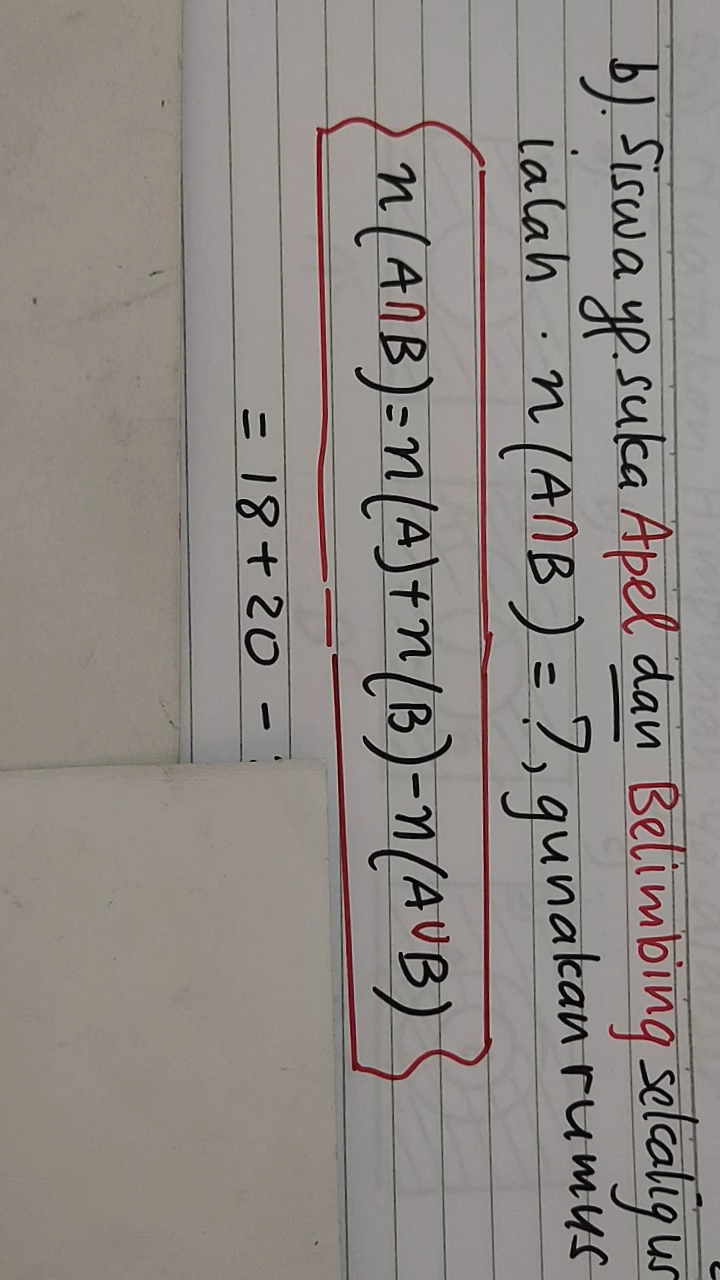 b). Siswa yg. suka Apel dan Belimbing sekaligus
ialah . n(A∩B) = ?, gunakan rumus
n(A∩B) = n(A) + n(B) - n(A∪B)
= 18 + 20 -